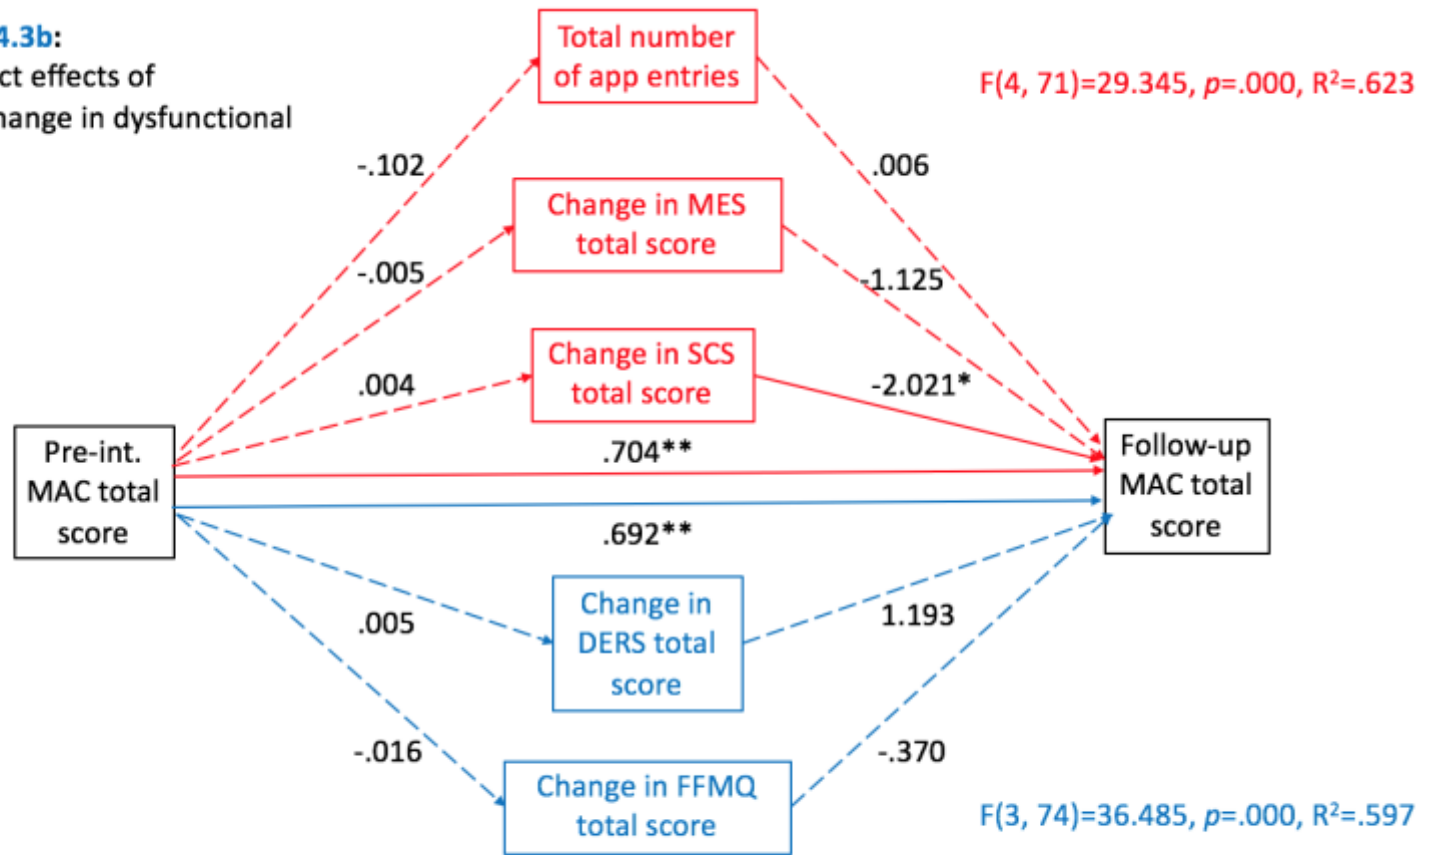 4.3b:
ct effects of
hange in dysfunctional
Total number
of app entries
F(4, 71)=29.345, p=.000, R²=.623
-.102
.006
Change in MES
total score
-.005
-1.125
Change in SCS
total score
.004
-2.021*
Pre-int.
MAC total
score
.704**
Follow-up
MAC total
score
.692**
Change in
DERS total
score
.005
1.193
-.016
-.370
Change in FFMQ
total score
F(3, 74)=36.485, p=.000, R²=.597